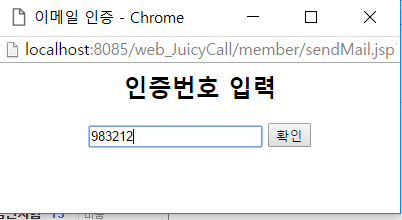 이메일 인증 - Chrome
localhost:8085/web_JuicyCall/member/sendMail.jsp
인증번호 입력
983212 확인